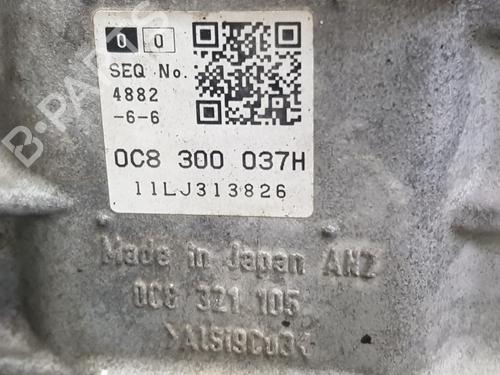 0 0
SEQ No.
4882
-6-6
0C8 300 037H
11LJ313826
Made in Japan ANZ
0C8 321 105
>A1S19Cu34
B-PARTS